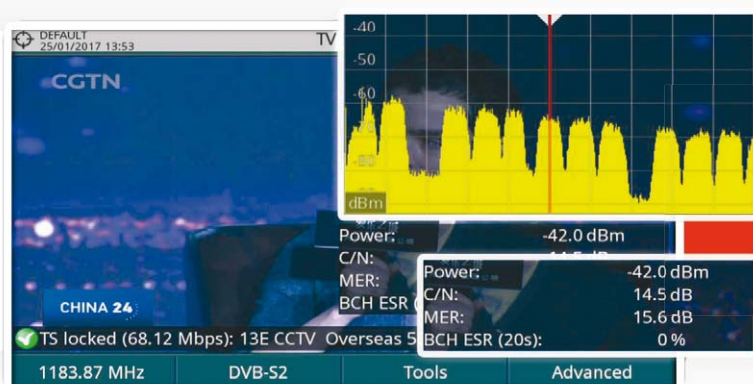 DEFAULT
25/01/2017 13:53
TV
CGTN
-40
-50
-60
-80
dBm
Power: -42.0 dBm
C/N:
MER:
BCH ESR (
Power: -42.0 dBm
C/N: 14.5 dB
MER: 15.6 dB
BCH ESR (20s): 0 %
CHINA 24
TS locked (68.12 Mbps): 13E CCTV Overseas 5
1183.87 MHz DVB-S2 Tools Advanced